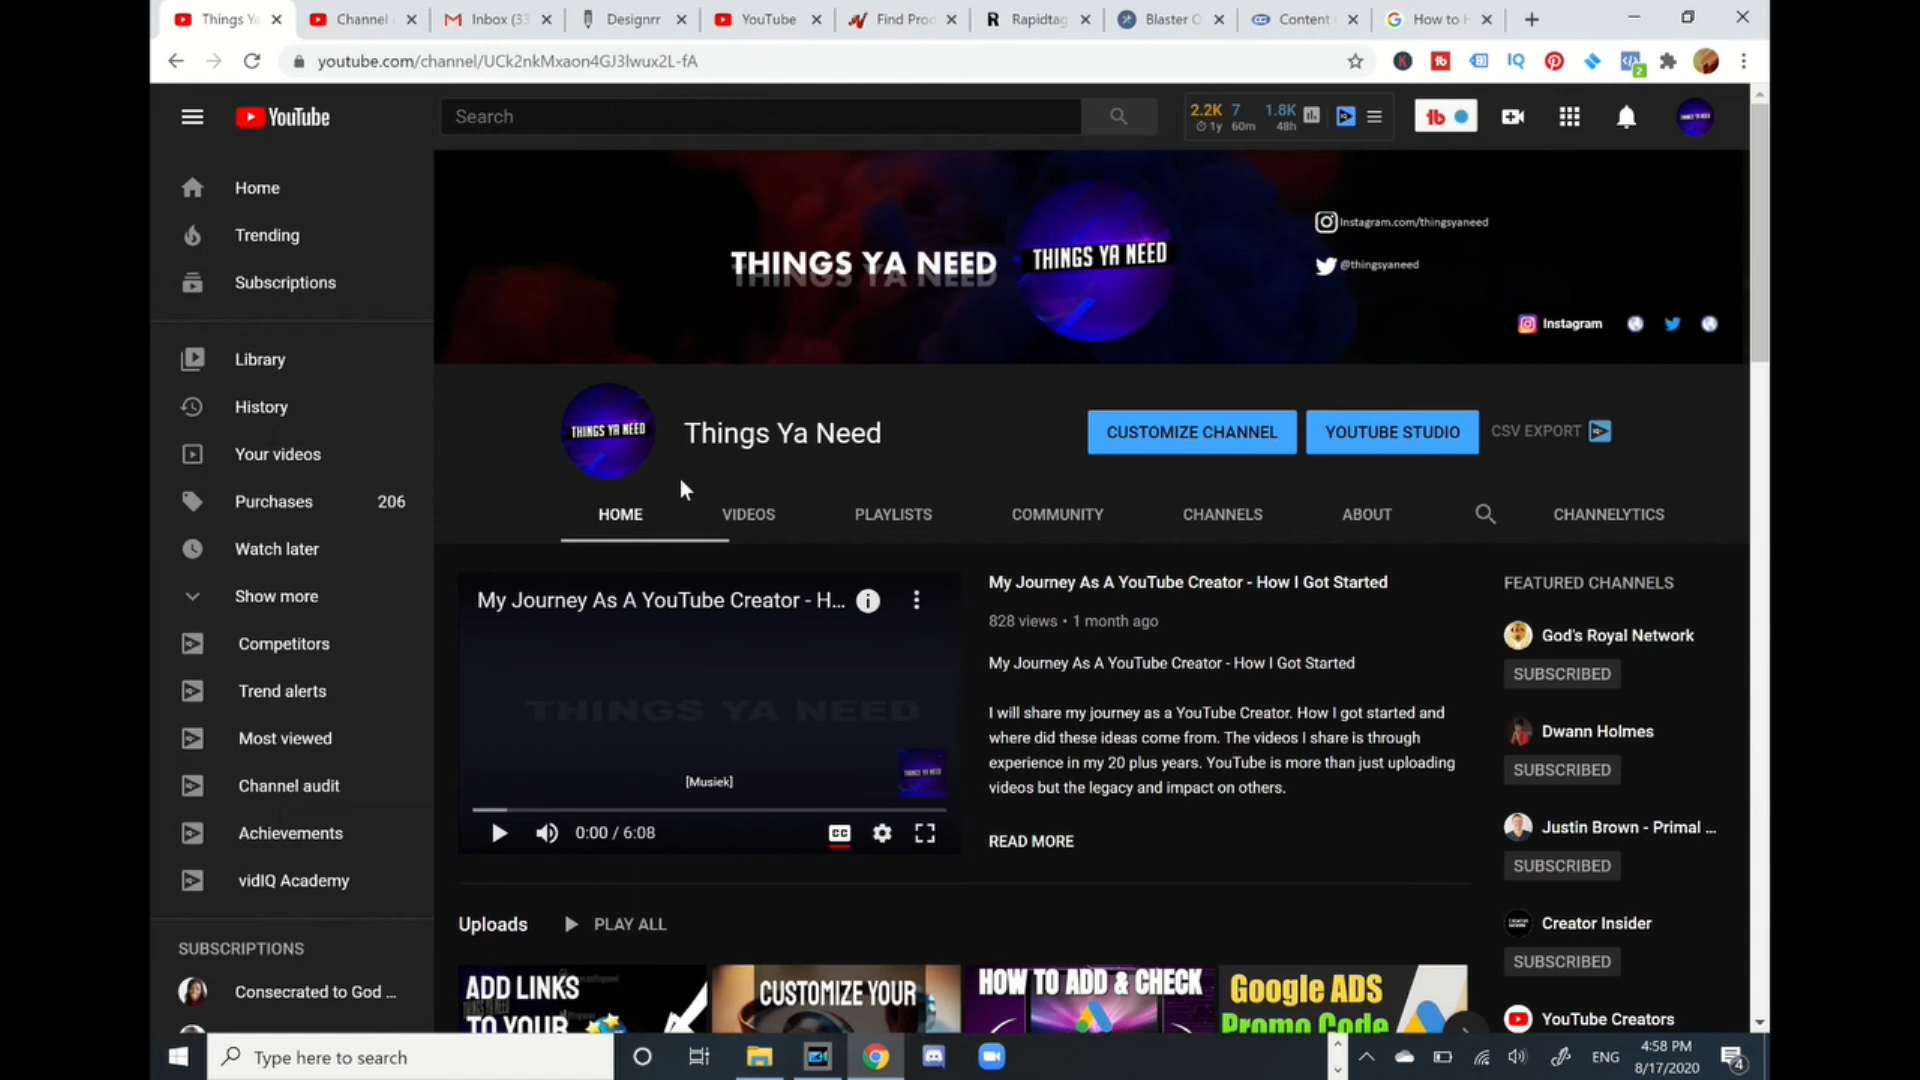 Things Ya
Channel
Inbox (33
Designrr
YouTube
Find Prod
Rapidtag
Blaster O
Content
How to H
youtube.com/channel/UCk2nkMxaon4GJ3lwux2L-fA
2
YouTube
Search
2.2K 7 1.8K
1y 60m 48h
Home
Trending
Subscriptions
Library
History
Your videos
Purchases 206
Watch later
Show more
Competitors
Trend alerts
Most viewed
Channel audit
Achievements
vidIQ Academy
SUBSCRIPTIONS
Consecrated to God ...
THINGS YA NEED
THINGS YA NEED
Instagram.com/thingsyaneed
@thingsyaneed
Instagram
THINGS YA NEED
Things Ya Need
CUSTOMIZE CHANNEL
YOUTUBE STUDIO
CSV EXPORT
HOME
VIDEOS
PLAYLISTS
COMMUNITY
CHANNELS
ABOUT
CHANNELYTICS
My Journey As A YouTube Creator - H...
THINGS YA NEED
[Musiek]
THINGS YA NEED
0:00 / 6:08
CC
My Journey As A YouTube Creator - How I Got Started
828 views • 1 month ago
My Journey As A YouTube Creator - How I Got Started
I will share my journey as a YouTube Creator. How I got started and
where did these ideas come from. The videos I share is through
experience in my 20 plus years. YouTube is more than just uploading
videos but the legacy and impact on others.
READ MORE
FEATURED CHANNELS
God's Royal Network
SUBSCRIBED
Dwann Holmes
SUBSCRIBED
Justin Brown - Primal ...
SUBSCRIBED
Creator Insider
SUBSCRIBED
YouTube Creators
Uploads
PLAY ALL
ADD LINKS
TO YOUR
CUSTOMIZE YOUR
HOW TO ADD & CHECK
Google ADS
Promo Code
Type here to search
ENG
4:58 PM
8/17/2020
4